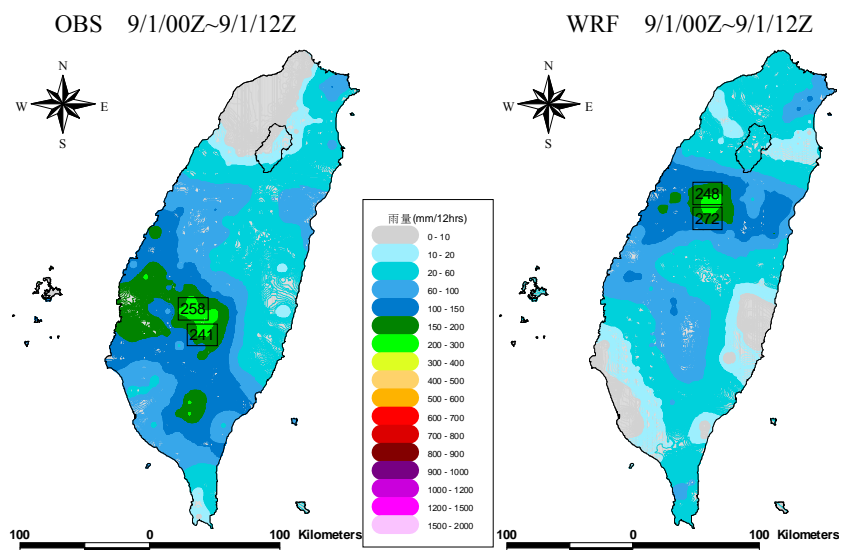 OBS 9/1/00Z~9/1/12Z
WRF 9/1/00Z~9/1/12Z
N
W E
S
N
W E
S
258
241
248
272
雨量(mm/12hrs)
0 - 10
10 - 20
20 - 60
60 - 100
100 - 150
150 - 200
200 - 300
300 - 400
400 - 500
500 - 600
600 - 700
700 - 800
800 - 900
900 - 1000
1000 - 1200
1200 - 1500
1500 - 2000
100 0 100 Kilometers
100 0 100 Kilometers